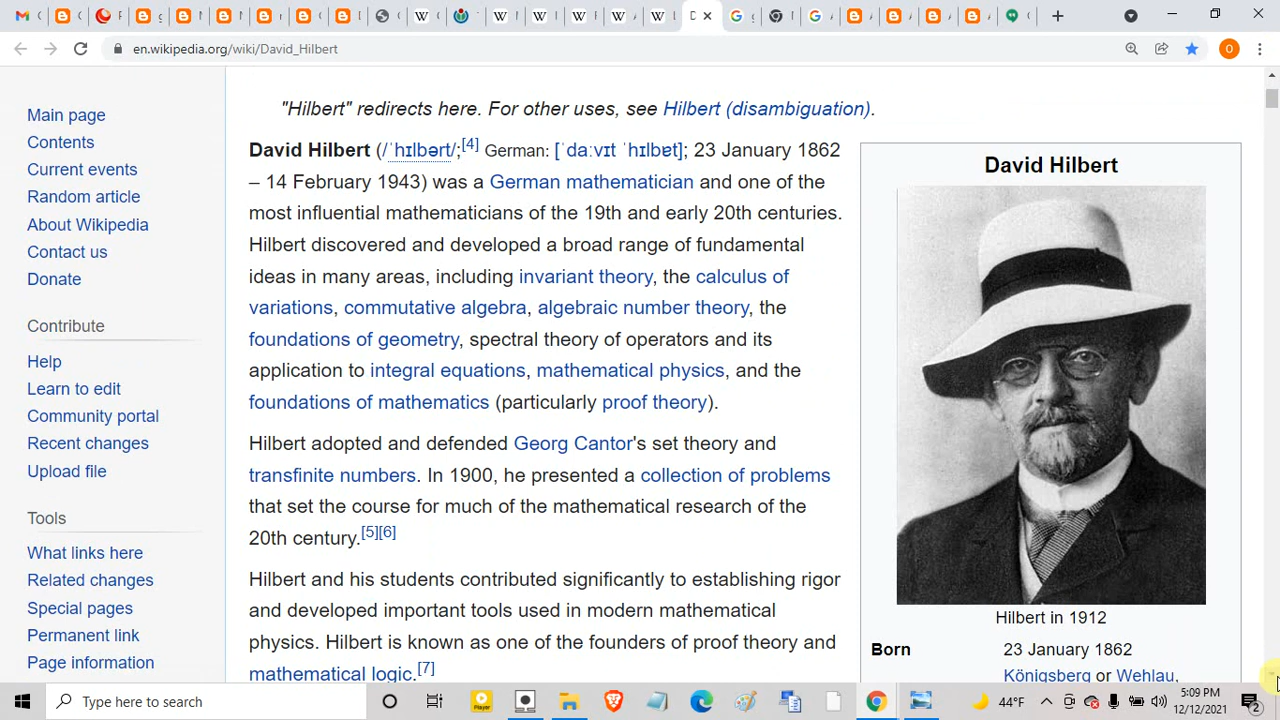 en.wikipedia.org/wiki/David_Hilbert
O
Main page
Contents
Current events
Random article
About Wikipedia
Contact us
Donate
Contribute
Help
Learn to edit
Community portal
Recent changes
Upload file
Tools
What links here
Related changes
Special pages
Permanent link
Page information
"Hilbert" redirects here. For other uses, see Hilbert (disambiguation).
David Hilbert (/ˈhɪlbərt/;[4] German: [ˈdaːvɪt ˈhɪlbɐt]; 23 January 1862
– 14 February 1943) was a German mathematician and one of the
most influential mathematicians of the 19th and early 20th centuries.
Hilbert discovered and developed a broad range of fundamental
ideas in many areas, including invariant theory, the calculus of
variations, commutative algebra, algebraic number theory, the
foundations of geometry, spectral theory of operators and its
application to integral equations, mathematical physics, and the
foundations of mathematics (particularly proof theory).
Hilbert adopted and defended Georg Cantor's set theory and
transfinite numbers. In 1900, he presented a collection of problems
that set the course for much of the mathematical research of the
20th century.[5][6]
Hilbert and his students contributed significantly to establishing rigor
and developed important tools used in modern mathematical
physics. Hilbert is known as one of the founders of proof theory and
mathematical logic.[7]
David Hilbert
Hilbert in 1912
Born 23 January 1862
Königsberg or Wehlau,
Type here to search
Player
44°F
5:09 PM
12/12/2021
2